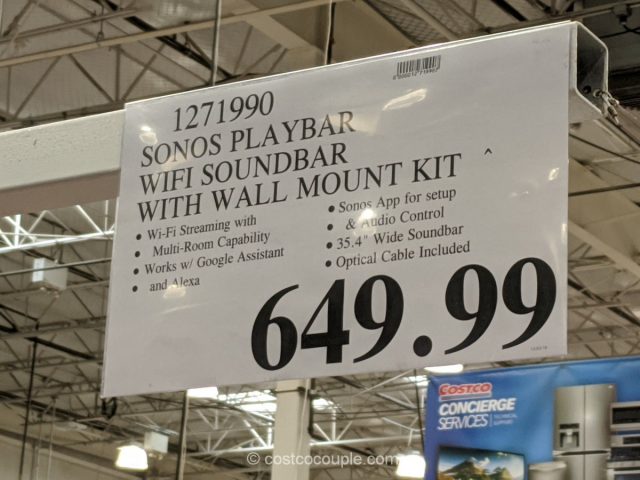 1271990
SONOS PLAYBAR
WIFI SOUNDBAR
WITH WALL MOUNT KIT
• Wi-Fi Streaming with
• Multi-Room Capability
• Works w/ Google Assistant
• and Alexa
• Sonos App for setup
• & Audio Control
• 35.4" Wide Soundbar
• Optical Cable Included
649.99
COSTCO
CONCIERGE
SERVICES
TECHNICAL
SUPPORT
© costcocouple.com